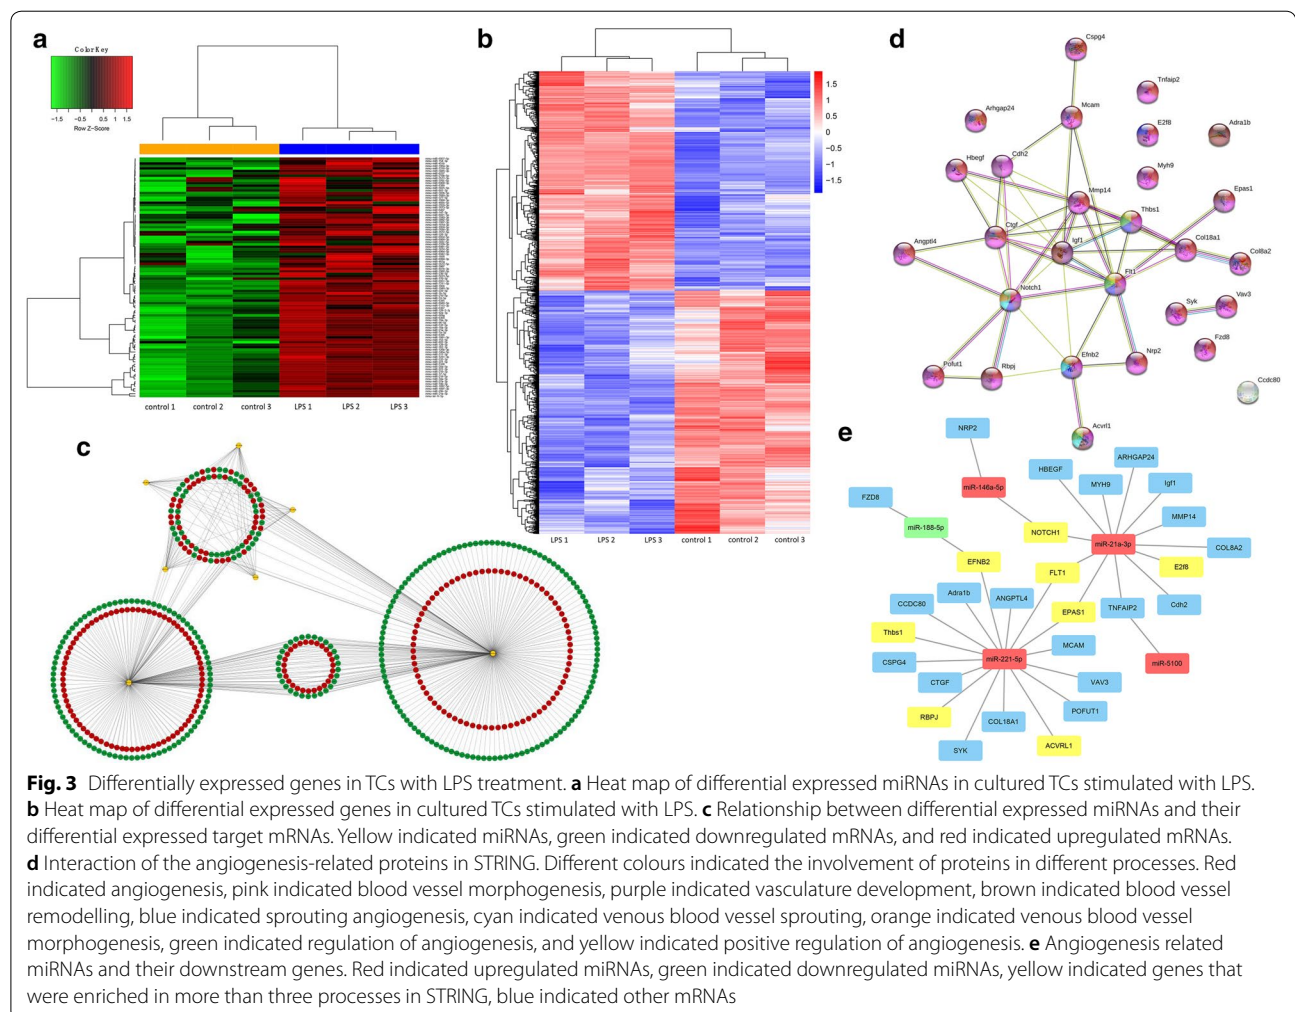 a
Color Key
-1.5 -0.5 0 0.5 1 1.5
Row Z-Score
control 1 control 2 control 3 LPS 1 LPS 2 LPS 3
b
1.5
1
0.5
0
-0.5
-1
-1.5
LPS 1 LPS 2 LPS 3 control 1 control 2 control 3
c
d
Cspg4
Tnfaip2
Arhgap24
Mcam
E2f8
Adra1b
Hbegf
Cdh2
Myh9
Mmp14
Epas1
Thbs1
Ctgf
Angptl4
Igf1
Col18a1
Col8a2
Flt1
Notch1
Syk
Vav3
Fzd8
Pofut1
Rbpj
Efnb2
Nrp2
Ccdc80
Acvrl1
e
NRP2
ARHGAP24
HBEGF
MYH9
Igf1
miR-146a-5p
FZD8
MMP14
miR-188-5p
NOTCH1
miR-21a-3p
COL8A2
EFNB2
FLT1
E2f8
CCDC80
Adra1b
ANGPTL4
EPAS1
TNFAIP2
Cdh2
Thbs1
MCAM
CSPG4
miR-221-5p
miR-5100
CTGF
VAV3
RBPJ
COL18A1
POFUT1
SYK
ACVRL1
Fig. 3 Differentially expressed genes in TCs with LPS treatment. a Heat map of differential expressed miRNAs in cultured TCs stimulated with LPS.
b Heat map of differential expressed genes in cultured TCs stimulated with LPS. c Relationship between differential expressed miRNAs and their
differential expressed target mRNAs. Yellow indicated miRNAs, green indicated downregulated mRNAs, and red indicated upregulated mRNAs.
d Interaction of the angiogenesis-related proteins in STRING. Different colours indicated the involvement of proteins in different processes. Red
indicated angiogenesis, pink indicated blood vessel morphogenesis, purple indicated vasculature development, brown indicated blood vessel
remodelling, blue indicated sprouting angiogenesis, cyan indicated venous blood vessel sprouting, orange indicated venous blood vessel
morphogenesis, green indicated regulation of angiogenesis, and yellow indicated positive regulation of angiogenesis. e Angiogenesis related
miRNAs and their downstream genes. Red indicated upregulated miRNAs, green indicated downregulated miRNAs, yellow indicated genes that
were enriched in more than three processes in STRING, blue indicated other mRNAs